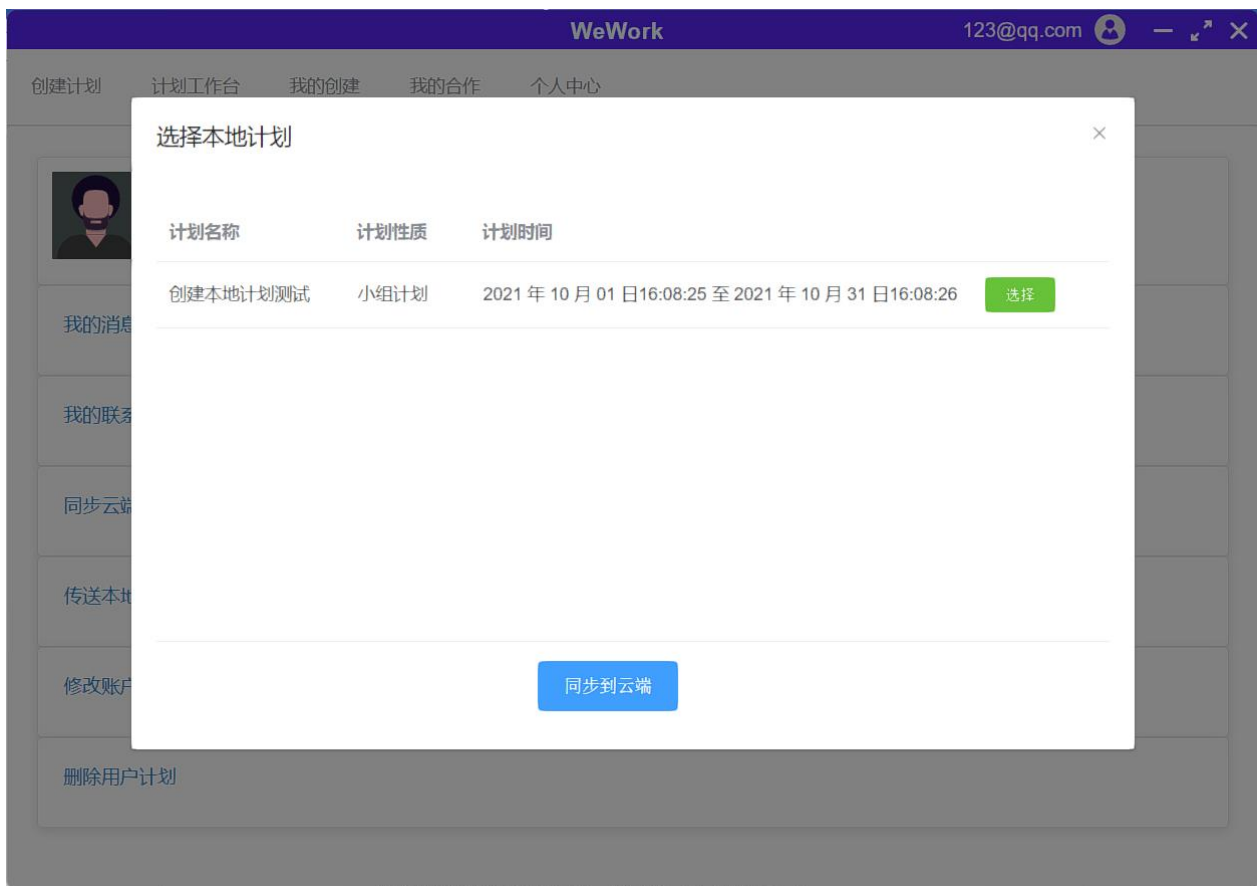 WeWork
123@qq.com
创建计划 计划工作台 我的创建 我的合作 个人中心
选择本地计划
计划名称 计划性质 计划时间
创建本地计划测试 小组计划 2021 年 10 月 01 日16:08:25 至 2021 年 10 月 31 日16:08:26 选择
我的消息
我的联系
同步云端
传送本地
修改账户
同步到云端
删除用户计划